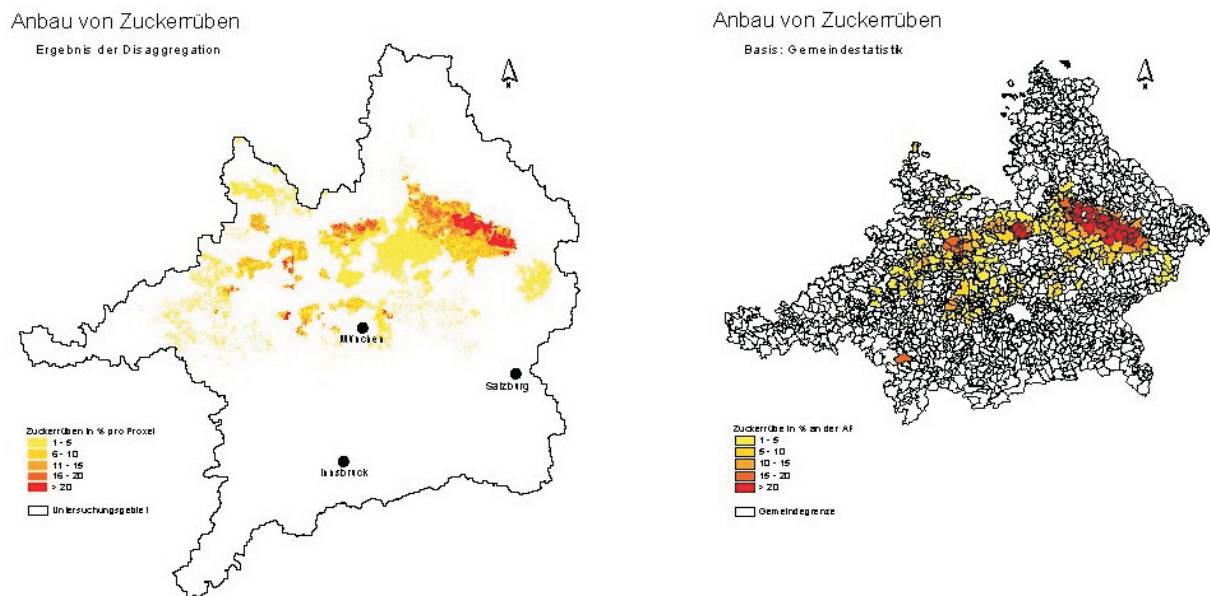 Anbau von Zuckerrüben
Ergebnis der Disaggregation
N
München
Salzburg
Innsbruck
Zuckerrüben in % pro Proxel
1 - 5
6 - 10
11 - 15
16 - 20
> 20
Untersuchungsgebiet
Anbau von Zuckerrüben
Basis: Gemeindestatistik
N
Zuckerrübe in % an der AF
1 - 5
5 - 10
10 - 15
15 - 20
> 20
Gemeindegrenze